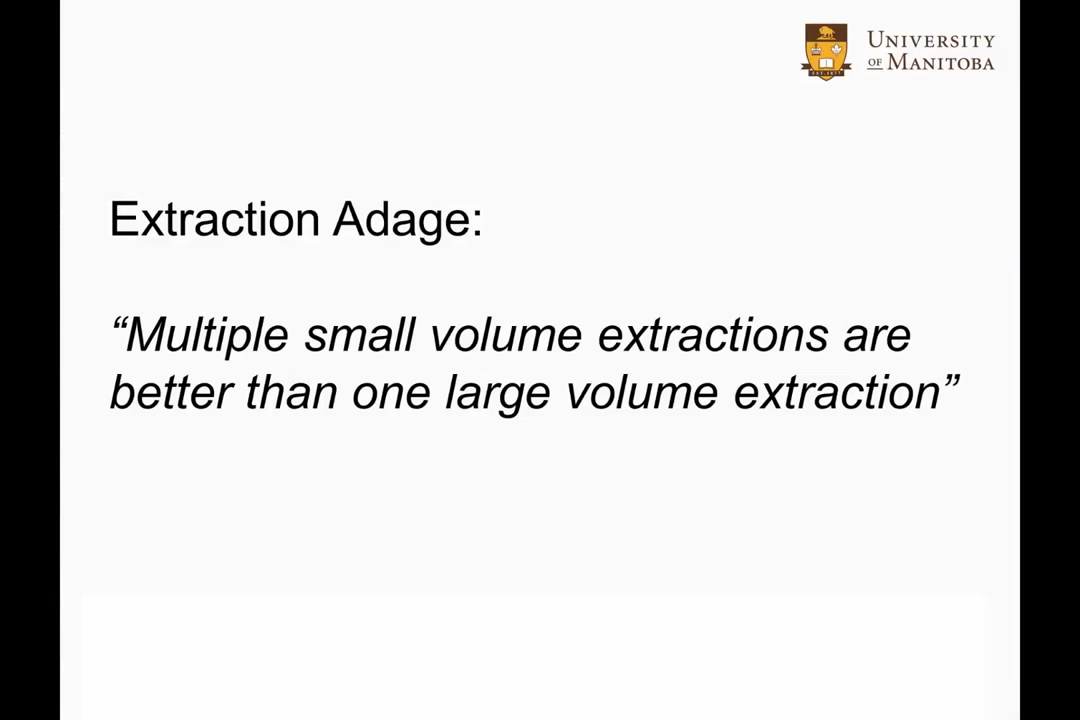 UNIVERSITY
OF MANITOBA
Extraction Adage:
“Multiple small volume extractions are
better than one large volume extraction”